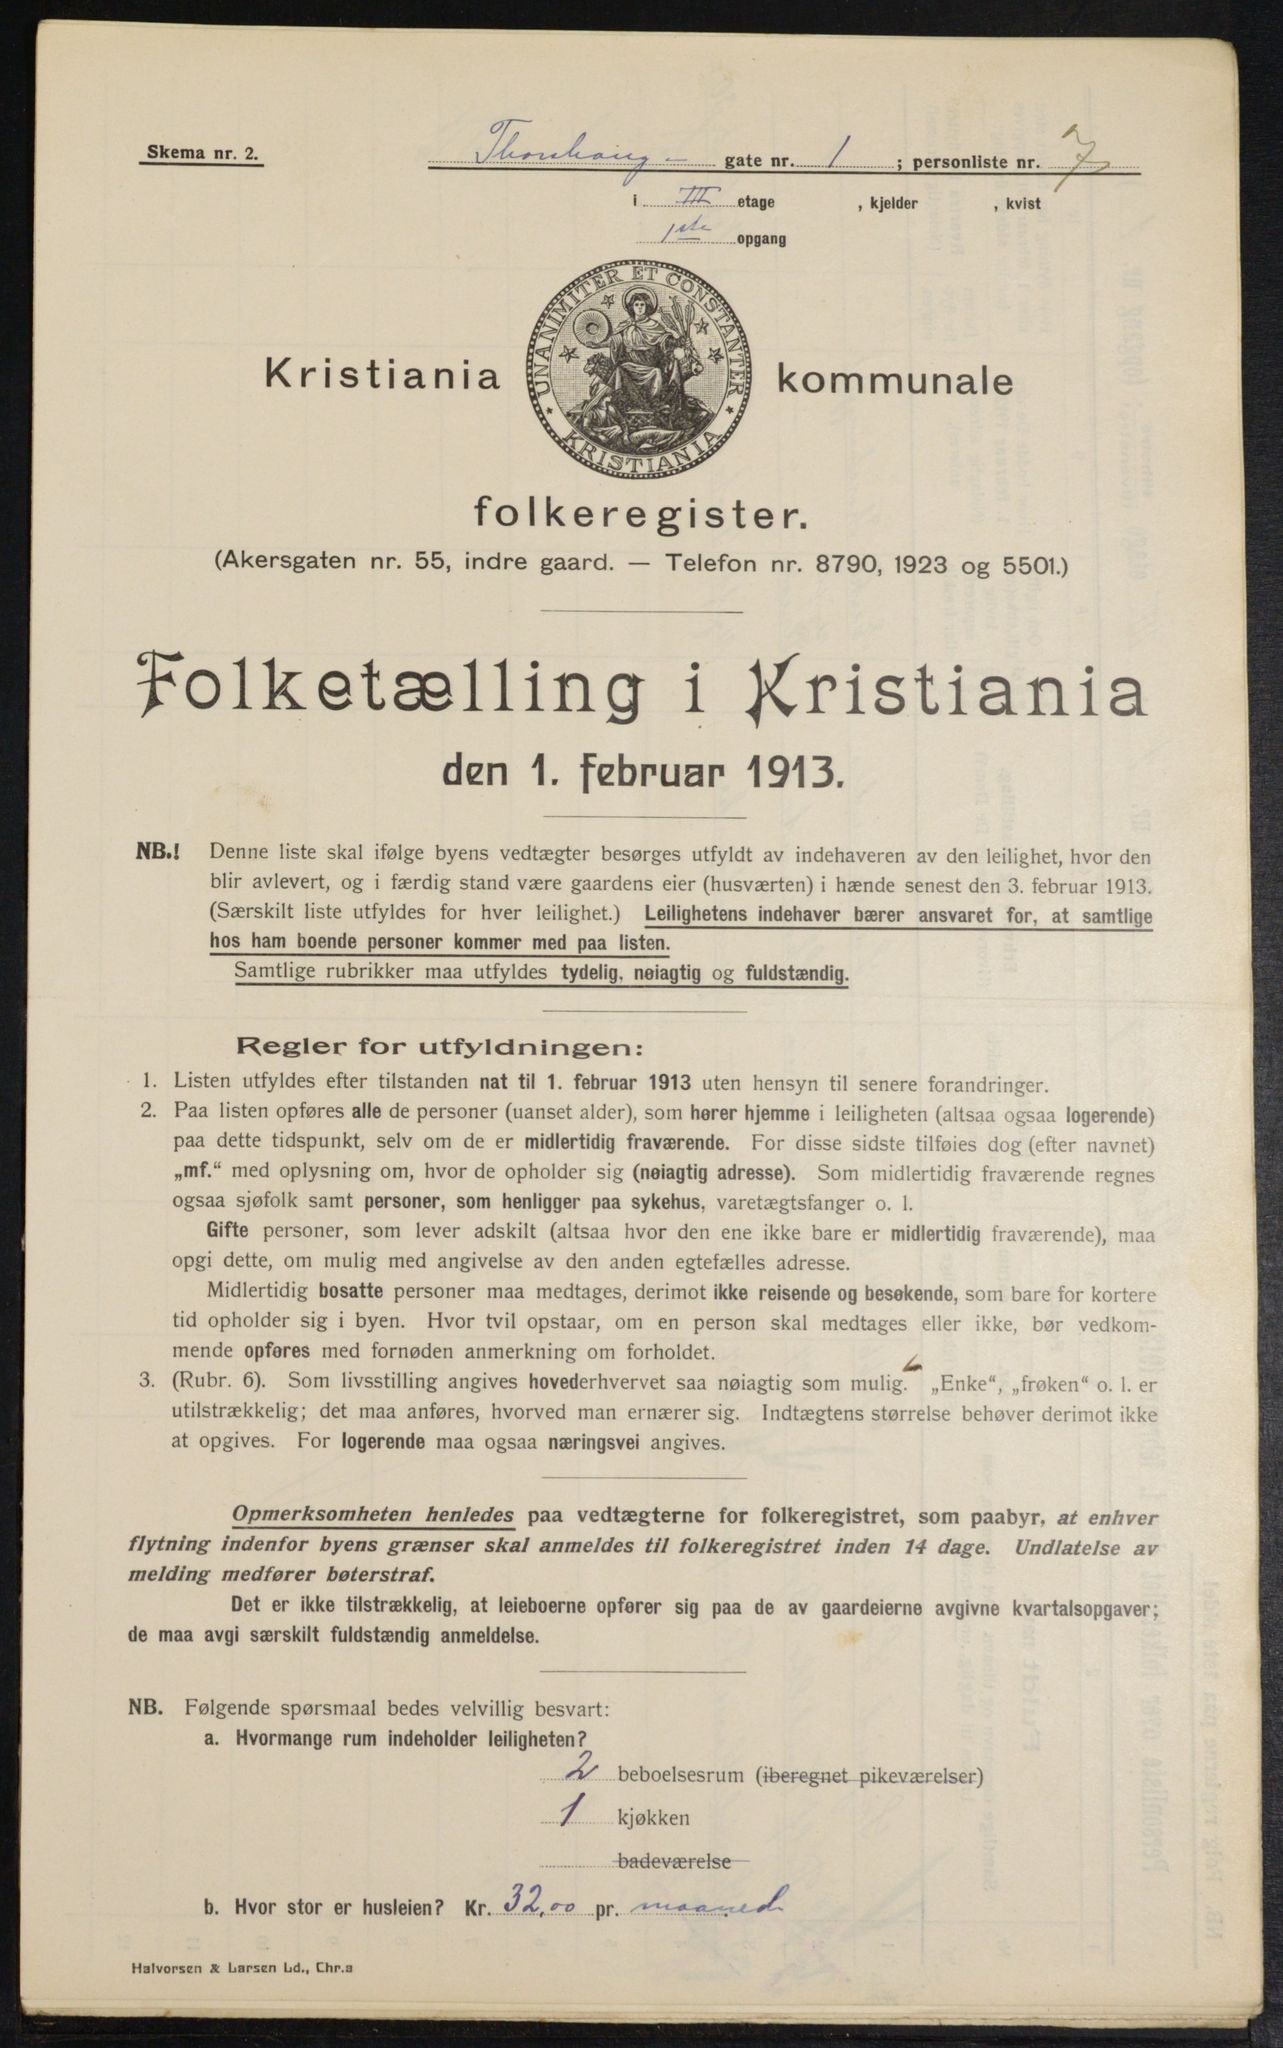 Skema nr. 2.
Thorshaug- gate nr. 1 ; personliste nr. 7
i III etage , kjelder , kvist
1ste opgang
UNANIMITER ET CONSTANTER
KRISTIANIA
Kristiania kommunale
folkeregister.
(Akersgaten nr. 55, indre gaard. — Telefon nr. 8790, 1923 og 5501.)
Folketælling i Kristiania
den 1. februar 1913.
NB.! Denne liste skal ifølge byens vedtægter besørges utfyldt av indehaveren av den leilighet, hvor den
blir avlevert, og i færdig stand være gaardens eier (husværten) i hænde senest den 3. februar 1913.
(Særskilt liste utfyldes for hver leilighet.) Leilighetens indehaver bærer ansvaret for, at samtlige
hos ham boende personer kommer med paa listen.
Samtlige rubrikker maa utfyldes tydelig, nøiagtig og fuldstændig.
Regler for utfyldningen:
1. Listen utfyldes efter tilstanden nat til 1. februar 1913 uten hensyn til senere forandringer.
2. Paa listen opføres alle de personer (uanset alder), som hører hjemme i leiligheten (altsaa ogsaa logerende)
paa dette tidspunkt, selv om de er midlertidig fraværende. For disse sidste tilføies dog (efter navnet)
„mf.“ med oplysning om, hvor de opholder sig (nøiagtig adresse). Som midlertidig fraværende regnes
ogsaa sjøfolk samt personer, som henligger paa sykehus, varetægtsfanger o. l.
Gifte personer, som lever adskilt (altsaa hvor den ene ikke bare er midlertidig fraværende), maa
opgi dette, om mulig med angivelse av den anden egtefælles adresse.
Midlertidig bosatte personer maa medtages, derimot ikke reisende og besøkende, som bare for kortere
tid opholder sig i byen. Hvor tvil opstaar, om en person skal medtages eller ikke, bør vedkom-
mende opføres med fornøden anmerkning om forholdet.
3. (Rubr. 6). Som livsstilling angives hovederhvervet saa nøiagtig som mulig. „Enke“, „frøken“ o. l. er
utilstrækkelig; det maa anføres, hvorved man ernærer sig. Indtægtens størrelse behøver derimot ikke
at opgives. For logerende maa ogsaa næringsvei angives.
Opmerksomheten henledes paa vedtægterne for folkeregistret, som paabyr, at enhver
flytning indenfor byens grænser skal anmeldes til folkeregistret inden 14 dage. Undlatelse av
melding medfører bøterstraf.
Det er ikke tilstrækkelig, at leieboerne opfører sig paa de av gaardeierne avgivne kvartalsopgaver;
de maa avgi særskilt fuldstændig anmeldelse.
NB. Følgende spørsmaal bedes velvillig besvart:
a. Hvormange rum indeholder leiligheten?
2 beboelsesrum (iberegnet pikeværelser)
1 kjøkken
badeværelse
b. Hvor stor er husleien? Kr. 32,00 pr. maaned.
Halvorsen & Larsen Ld., Chr.a